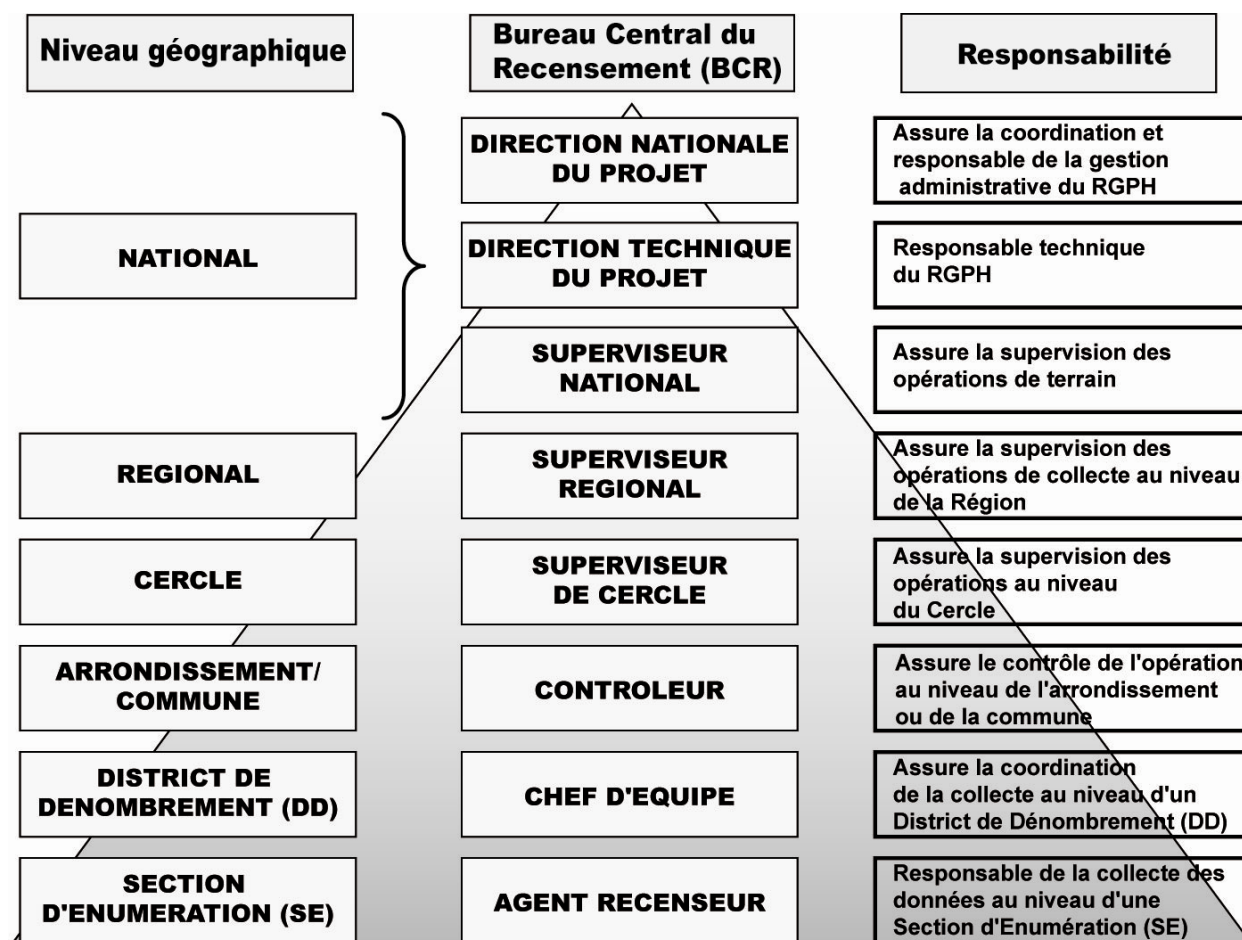 Niveau géographique
Bureau Central du
Recensement (BCR)
Responsabilité
DIRECTION NATIONALE
DU PROJET
Assure la coordination et
responsable de la gestion
administrative du RGPH
NATIONAL
DIRECTION TECHNIQUE
DU PROJET
Responsable technique
du RGPH
SUPERVISEUR
NATIONAL
Assure la supervision des
opérations de terrain
REGIONAL
SUPERVISEUR
REGIONAL
Assure la supervision des
opérations de collecte au niveau
de la Région
CERCLE
SUPERVISEUR
DE CERCLE
Assure la supervision des
opérations au niveau
du Cercle
ARRONDISSEMENT/
COMMUNE
CONTROLEUR
Assure le contrôle de l'opération
au niveau de l'arrondissement
ou de la commune
DISTRICT DE
DENOMBREMENT (DD)
CHEF D'EQUIPE
Assure la coordination
de la collecte au niveau d'un
District de Dénombrement (DD)
SECTION
D'ENUMERATION (SE)
AGENT RECENSEUR
Responsable de la collecte des
données au niveau d'une
Section d'Enumération (SE)